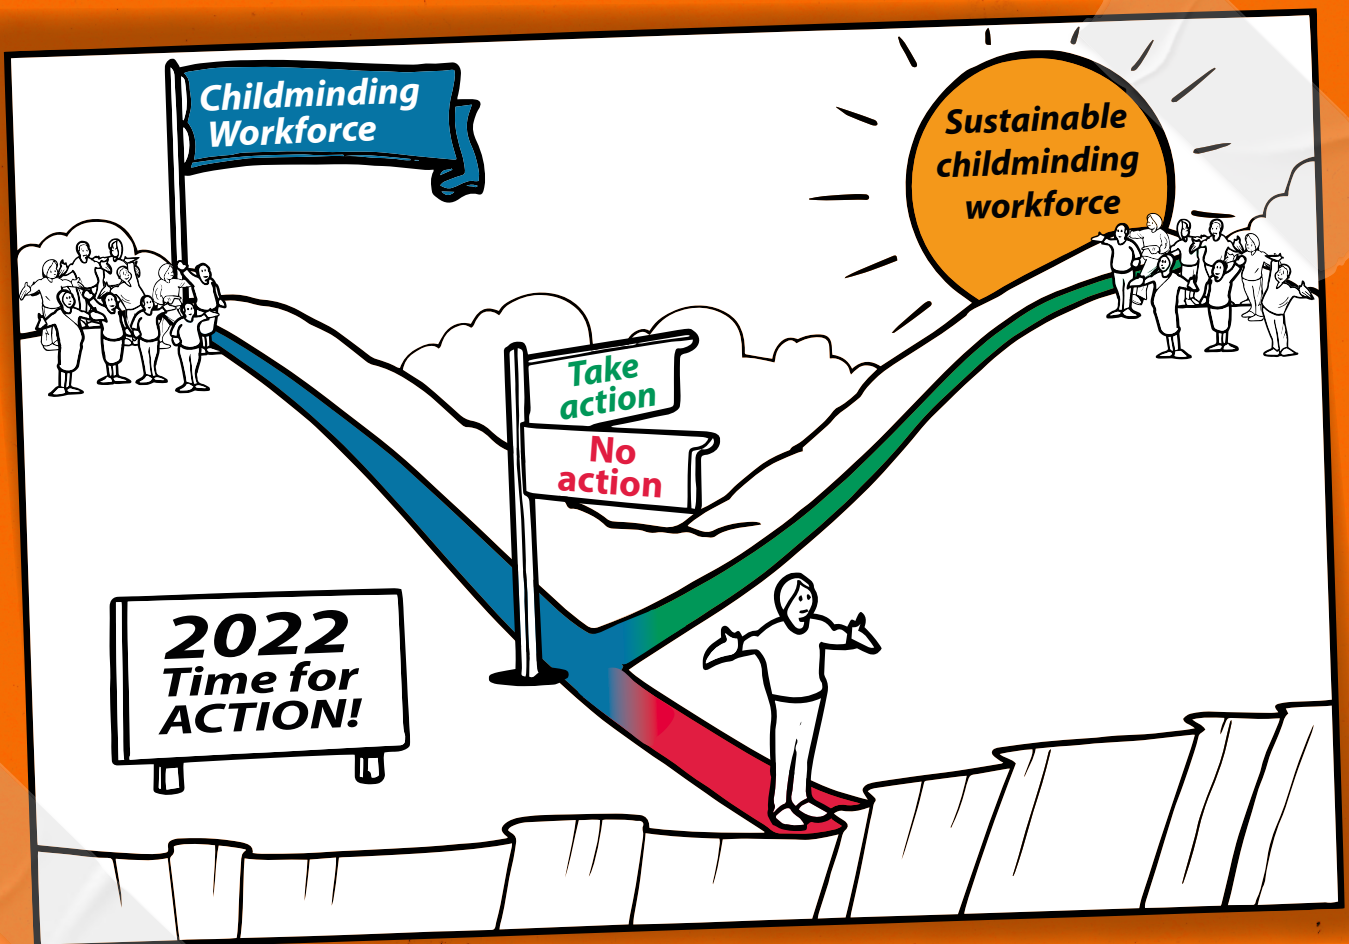 Childminding
Workforce
Sustainable
childminding
workforce
Take
action
No
action
2022
Time for
ACTION!